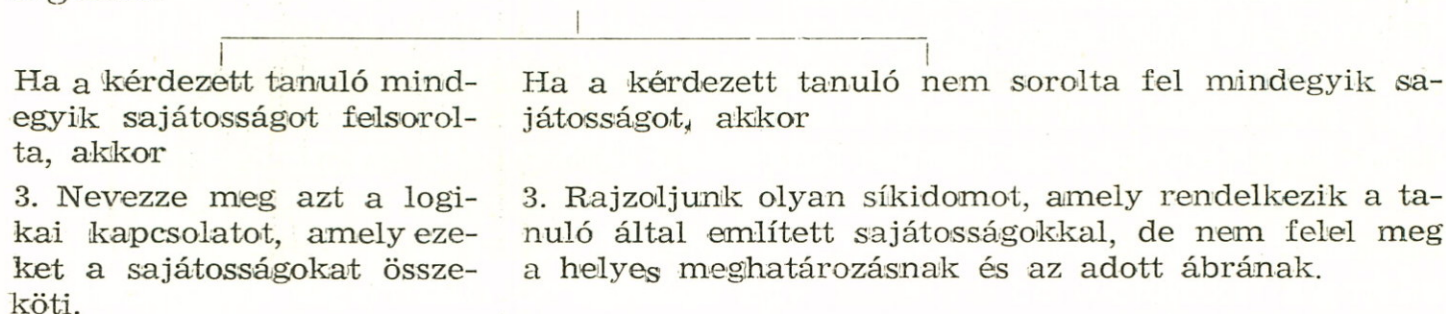 Ha a kérdezett tanuló mind-
egyik sajátosságot felsorol-
ta, akkor
3. Nevezze meg azt a logi-
kai kapcsolatot, amely eze-
ket a sajátosságokat össze-
köti.
Ha a kérdezett tanuló nem sorolta fel mindegyik sa-
játosságot, akkor
3. Rajzoljunk olyan síkidomot, amely rendelkezik a ta-
nuló által említett sajátosságokkal, de nem felel meg
a helyes meghatározásnak és az adott ábrának.